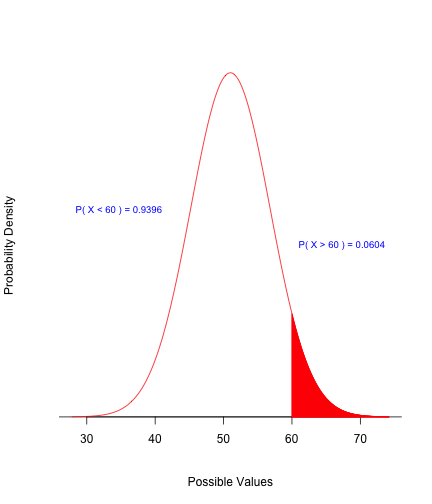 P( X < 60 ) = 0.9396
P( X > 60 ) = 0.0604
Probability Density
30 40 50 60 70
Possible Values